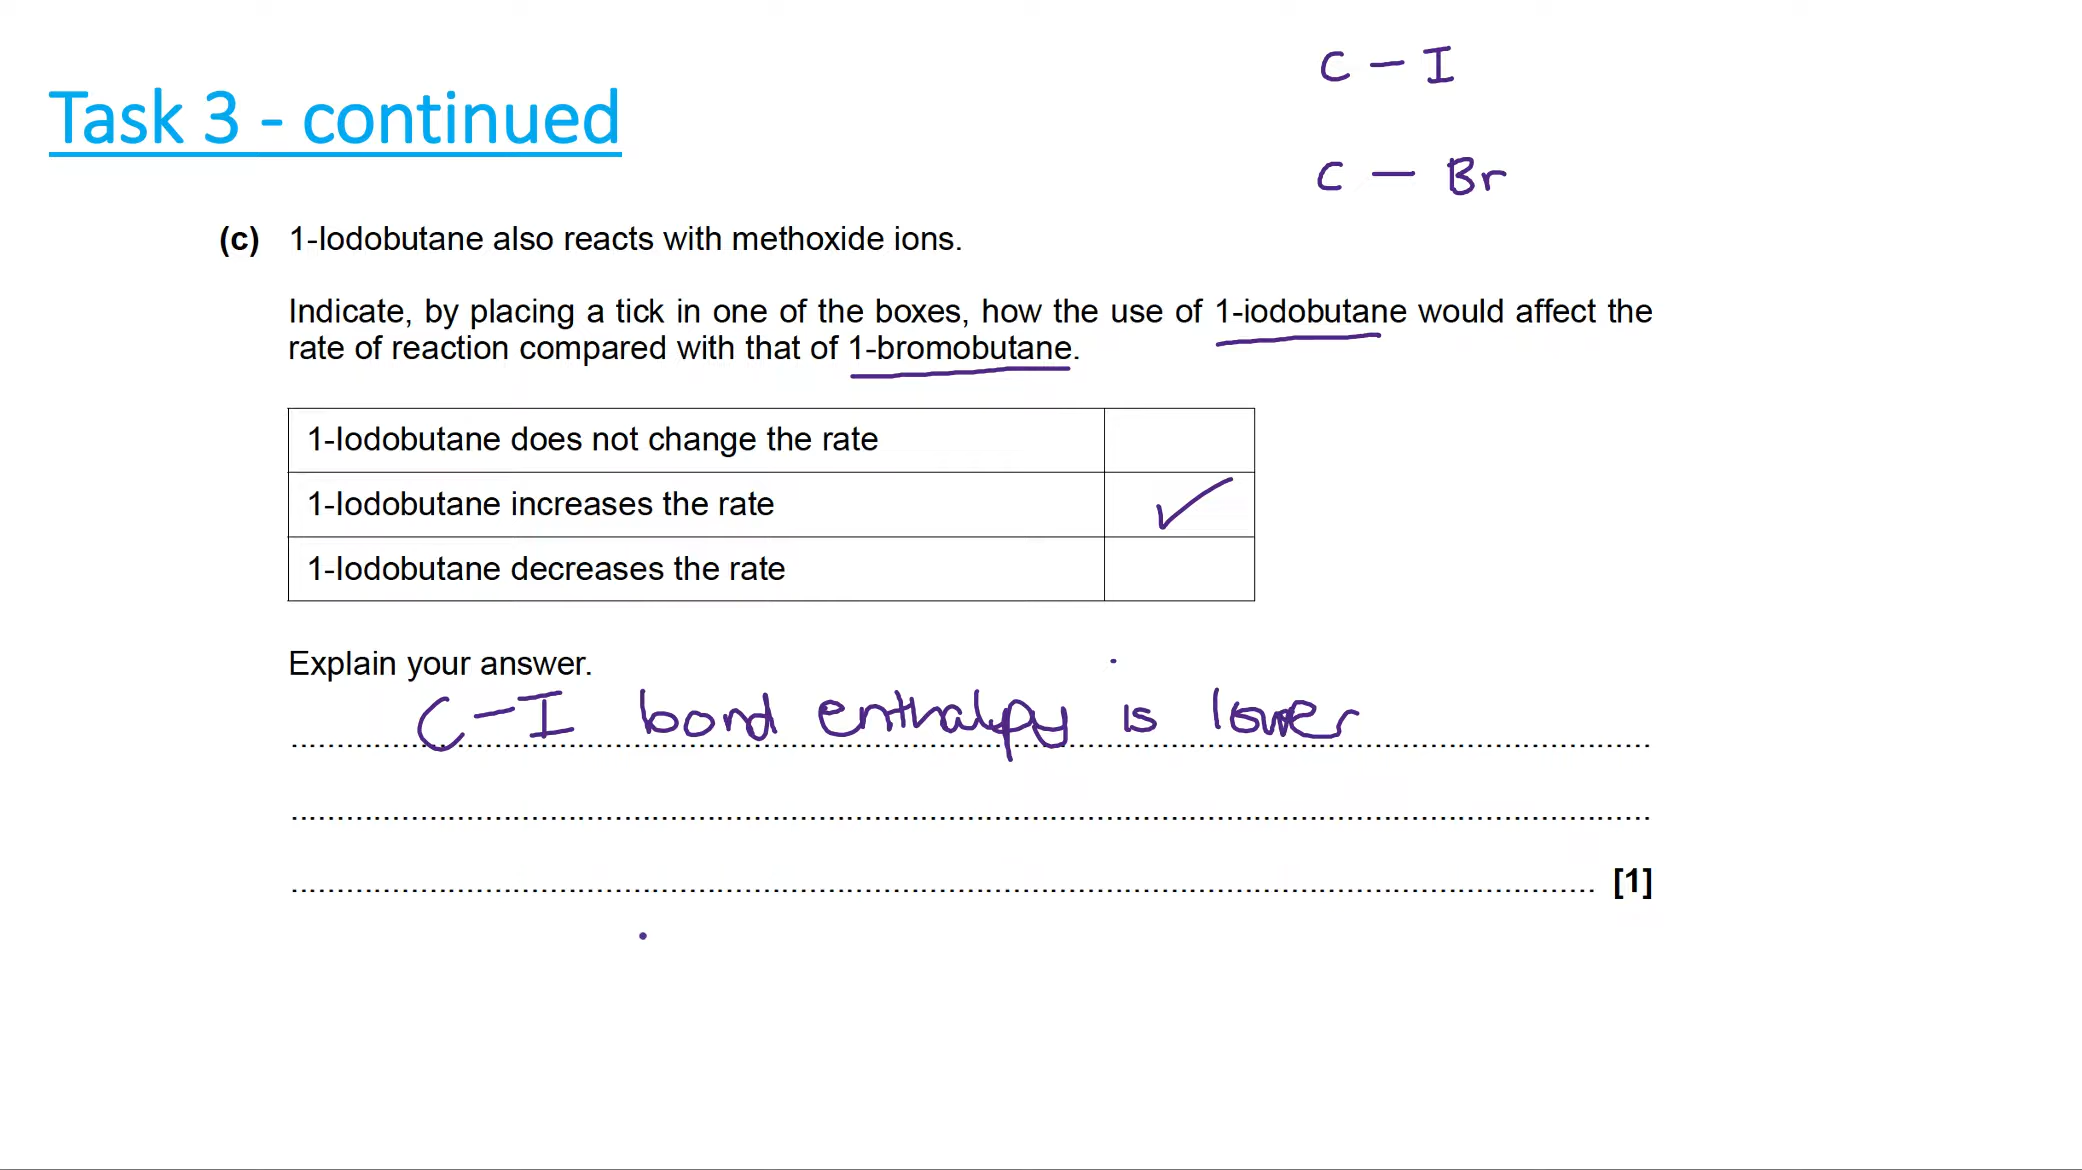 C – I
Task 3 - continued
C – Br
(c) 1-Iodobutane also reacts with methoxide ions.
Indicate, by placing a tick in one of the boxes, how the use of 1-iodobutane would affect the
rate of reaction compared with that of 1-bromobutane.
1-Iodobutane does not change the rate
1-Iodobutane increases the rate ✓
1-Iodobutane decreases the rate
Explain your answer.
C – I bond enthalpy is lower
[1]